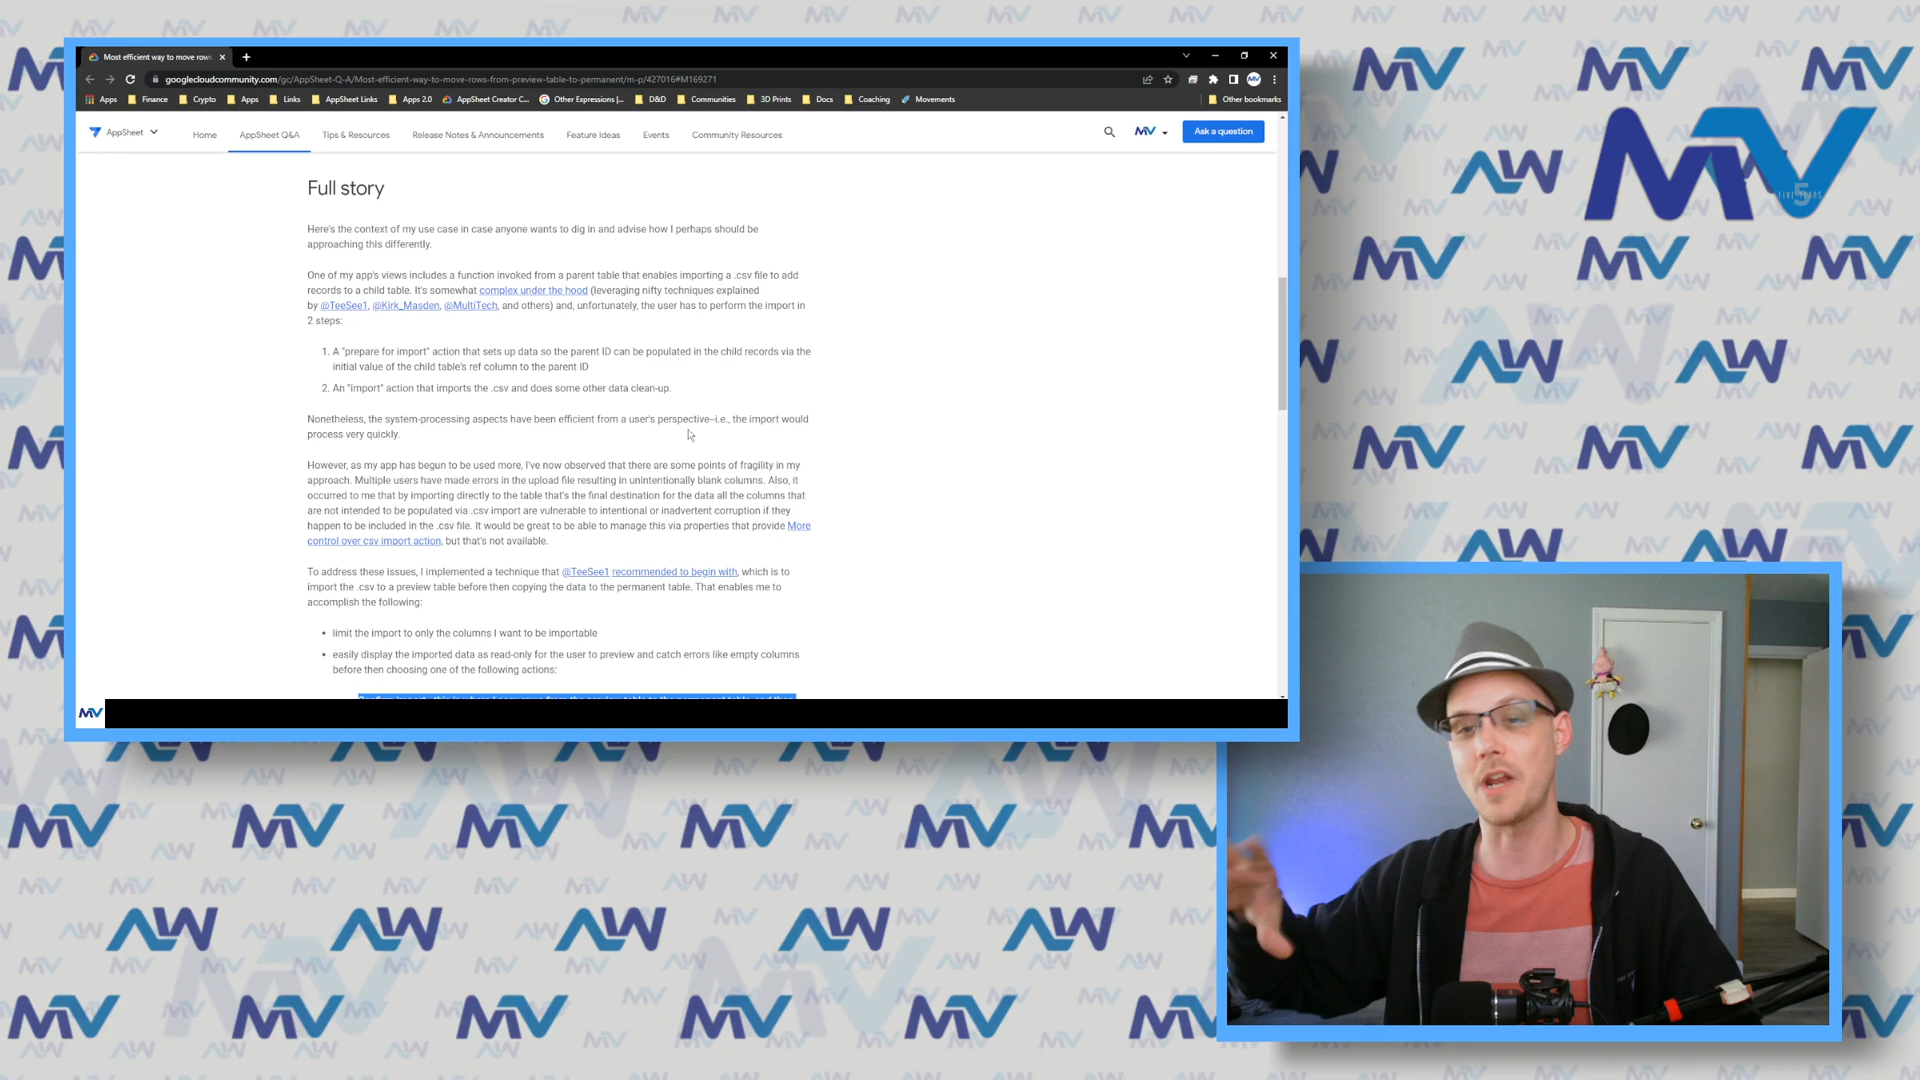 Most efficient way to move rows
googlecloudcommunity.com/gc/AppSheet-Q-A/Most-efficient-way-to-move-rows-from-preview-table-to-permanent/m-p/427016#M169271
Apps Finance Crypto Apps Links AppSheet Links Apps 2.0 AppSheet Creator C... Other Expressions |... D&D Communities 3D Prints Docs Coaching Movements Other bookmarks
AppSheet Home AppSheet Q&A Tips & Resources Release Notes & Announcements Feature Ideas Events Community Resources MV Ask a question
MV
FIVE YEARS
5
Full story
Here's the context of my use case in case anyone wants to dig in and advise how I perhaps should be
approaching this differently.
One of my app's views includes a function invoked from a parent table that enables importing a .csv file to add
records to a child table. It's somewhat complex under the hood (leveraging nifty techniques explained
by @TeeSee1, @Kirk_Masden, @MultiTech, and others) and, unfortunately, the user has to perform the import in
2 steps:
1. A "prepare for import" action that sets up data so the parent ID can be populated in the child records via the
initial value of the child table's ref column to the parent ID
2. An "import" action that imports the .csv and does some other data clean-up.
Nonetheless, the system-processing aspects have been efficient from a user's perspective--i.e., the import would
process very quickly.
However, as my app has begun to be used more, I've now observed that there are some points of fragility in my
approach. Multiple users have made errors in the upload file resulting in unintentionally blank columns. Also, it
occurred to me that by importing directly to the table that's the final destination for the data all the columns that
are not intended to be populated via .csv import are vulnerable to intentional or inadvertent corruption if they
happen to be included in the .csv file. It would be great to be able to manage this via properties that provide More
control over csv import action, but that's not available.
To address these issues, I implemented a technique that @TeeSee1 recommended to begin with, which is to
import the .csv to a preview table before then copying the data to the permanent table. That enables me to
accomplish the following:
• limit the import to only the columns I want to be importable
• easily display the imported data as read-only for the user to preview and catch errors like empty columns
before then choosing one of the following actions:
MV